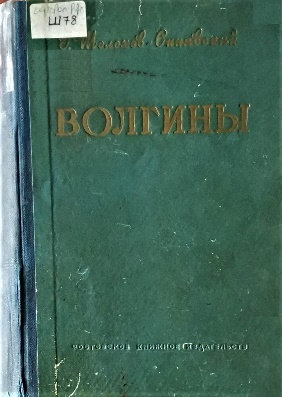 Ш78
Г. Шолохов-Синявский
ВОЛГИНЫ
РОСТОВСКОЕ КНИЖНОЕ ИЗДАТЕЛЬСТВО